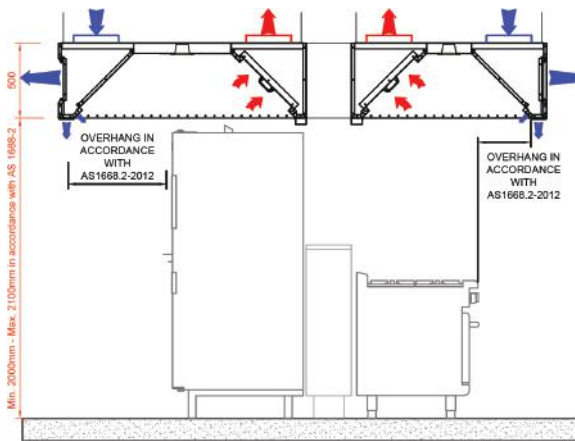 500
OVERHANG IN
ACCORDANCE
WITH
AS1668.2-2012
OVERHANG IN
ACCORDANCE
WITH
AS1668.2-2012
Min. 2000mm - Max. 2100mm in accordance with AS 1668-2